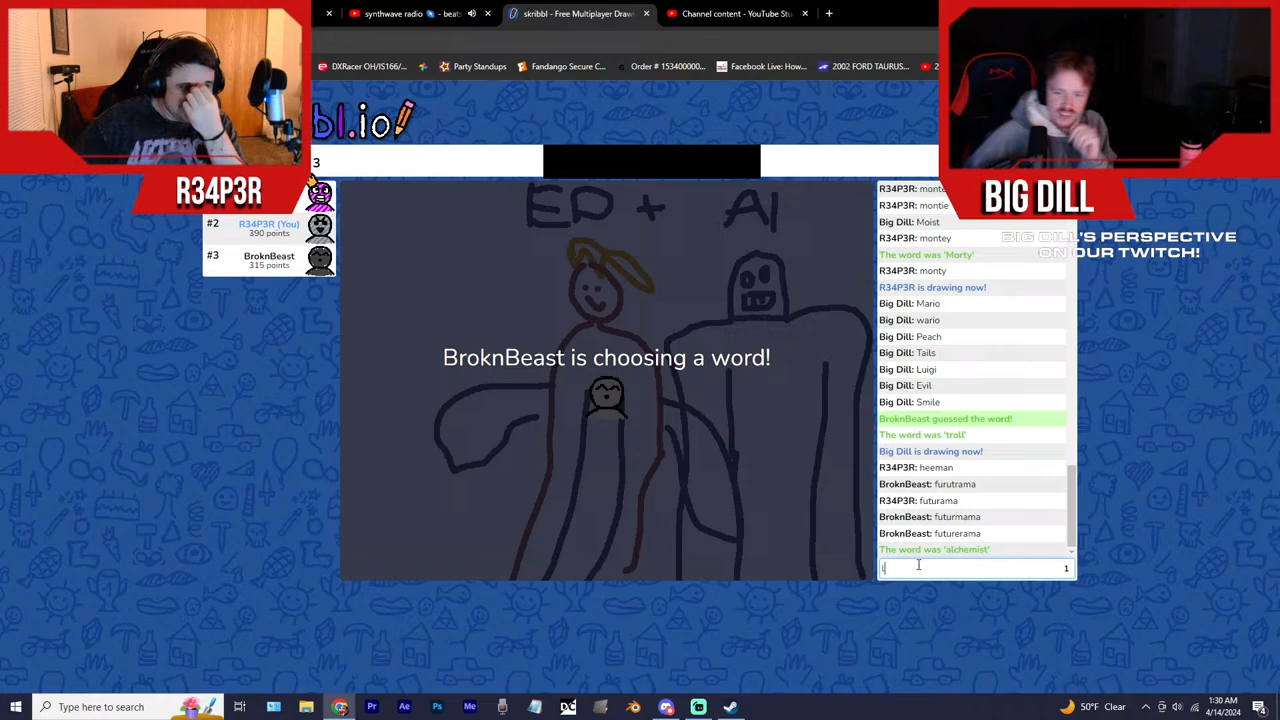 synthwave radio - beats
skribbl - Free Multiplayer Draw
Channel content - YouTube Stu
DXRacer OH/IS166/...
Party Standups
Fandango Secure C...
Order # 153400000...
Facebook Live: How...
2002 FORD TAURUS...
bl.io
3
R34P3R
BIG DILL
BIG DILL'S PERSPECTIVE
ON OUR TWITCH!
#2
R34P3R (You)
390 points
#3
BroknBeast
315 points
ED
Al
BroknBeast is choosing a word!
R34P3R: monte
R34P3R: montie
Big Dill: Moist
R34P3R: montey
The word was 'Morty'
R34P3R: monty
R34P3R is drawing now!
Big Dill: Mario
Big Dill: wario
Big Dill: Peach
Big Dill: Tails
Big Dill: Luigi
Big Dill: Evil
Big Dill: Smile
BroknBeast guessed the word!
The word was 'troll'
Big Dill is drawing now!
R34P3R: heeman
BroknBeast: furutrama
R34P3R: futurama
BroknBeast: futurmama
BroknBeast: futurerama
The word was 'alchemist'
1
Type here to search
Pr
Ae
Ps
Me
50°F Clear
1:30 AM
4/14/2024